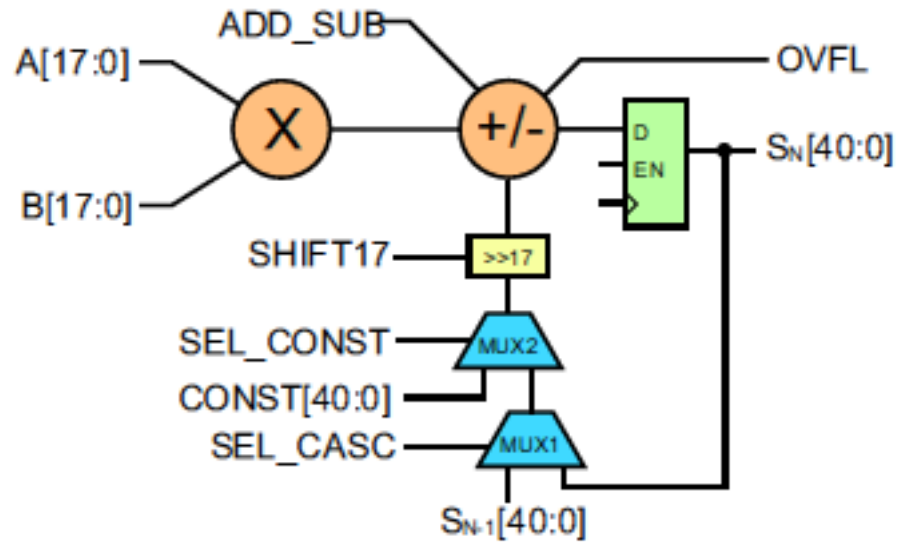 ADD_SUB
A[17:0]
OVFL
X
+/-
D
SN[40:0]
EN
B[17:0]
SHIFT17
>>17
SEL_CONST
MUX2
CONST[40:0]
SEL_CASC
MUX1
SN-1[40:0]